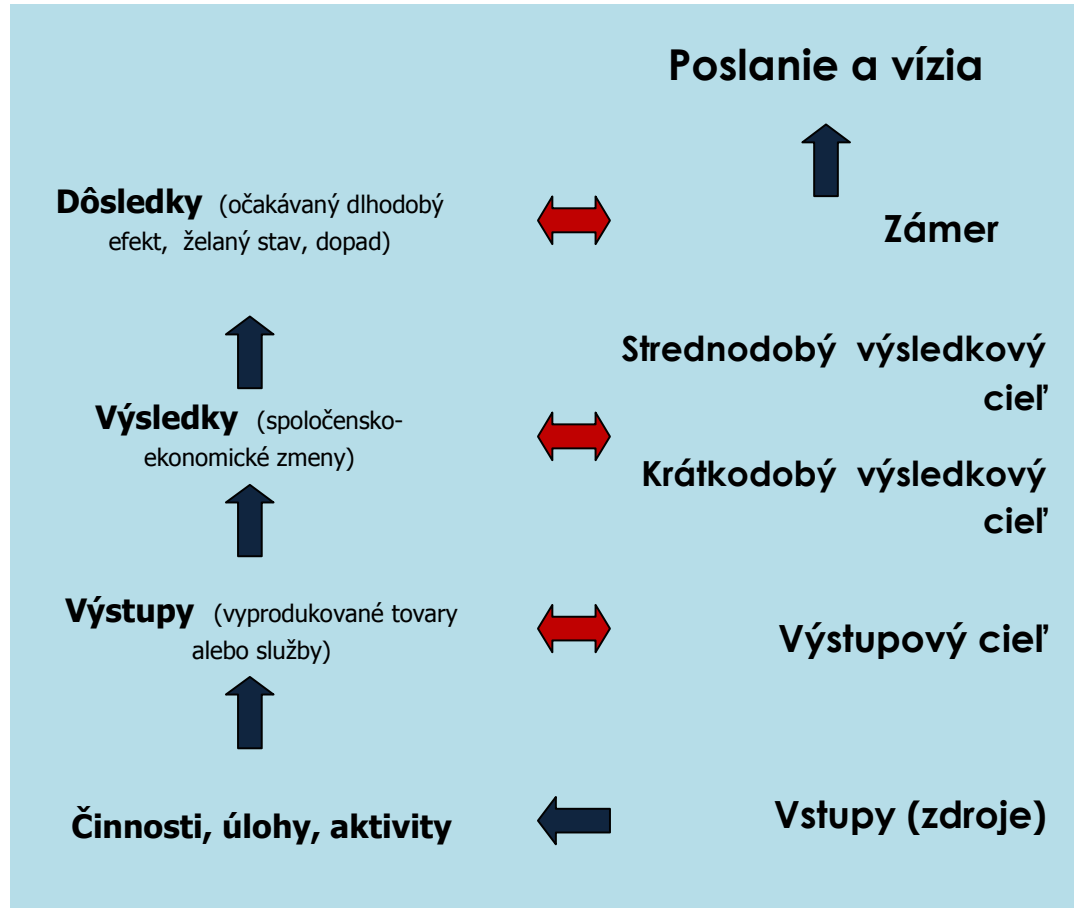 Poslanie a vízia
Dôsledky (očakávaný dlhodobý
efekt, želaný stav, dopad)
Zámer
Strednodobý výsledkový
cieľ
Výsledky (spoločensko-
ekonomické zmeny)
Krátkodobý výsledkový
cieľ
Výstupy (vyprodukované tovary
alebo služby)
Výstupový cieľ
Činnosti, úlohy, aktivity
Vstupy (zdroje)